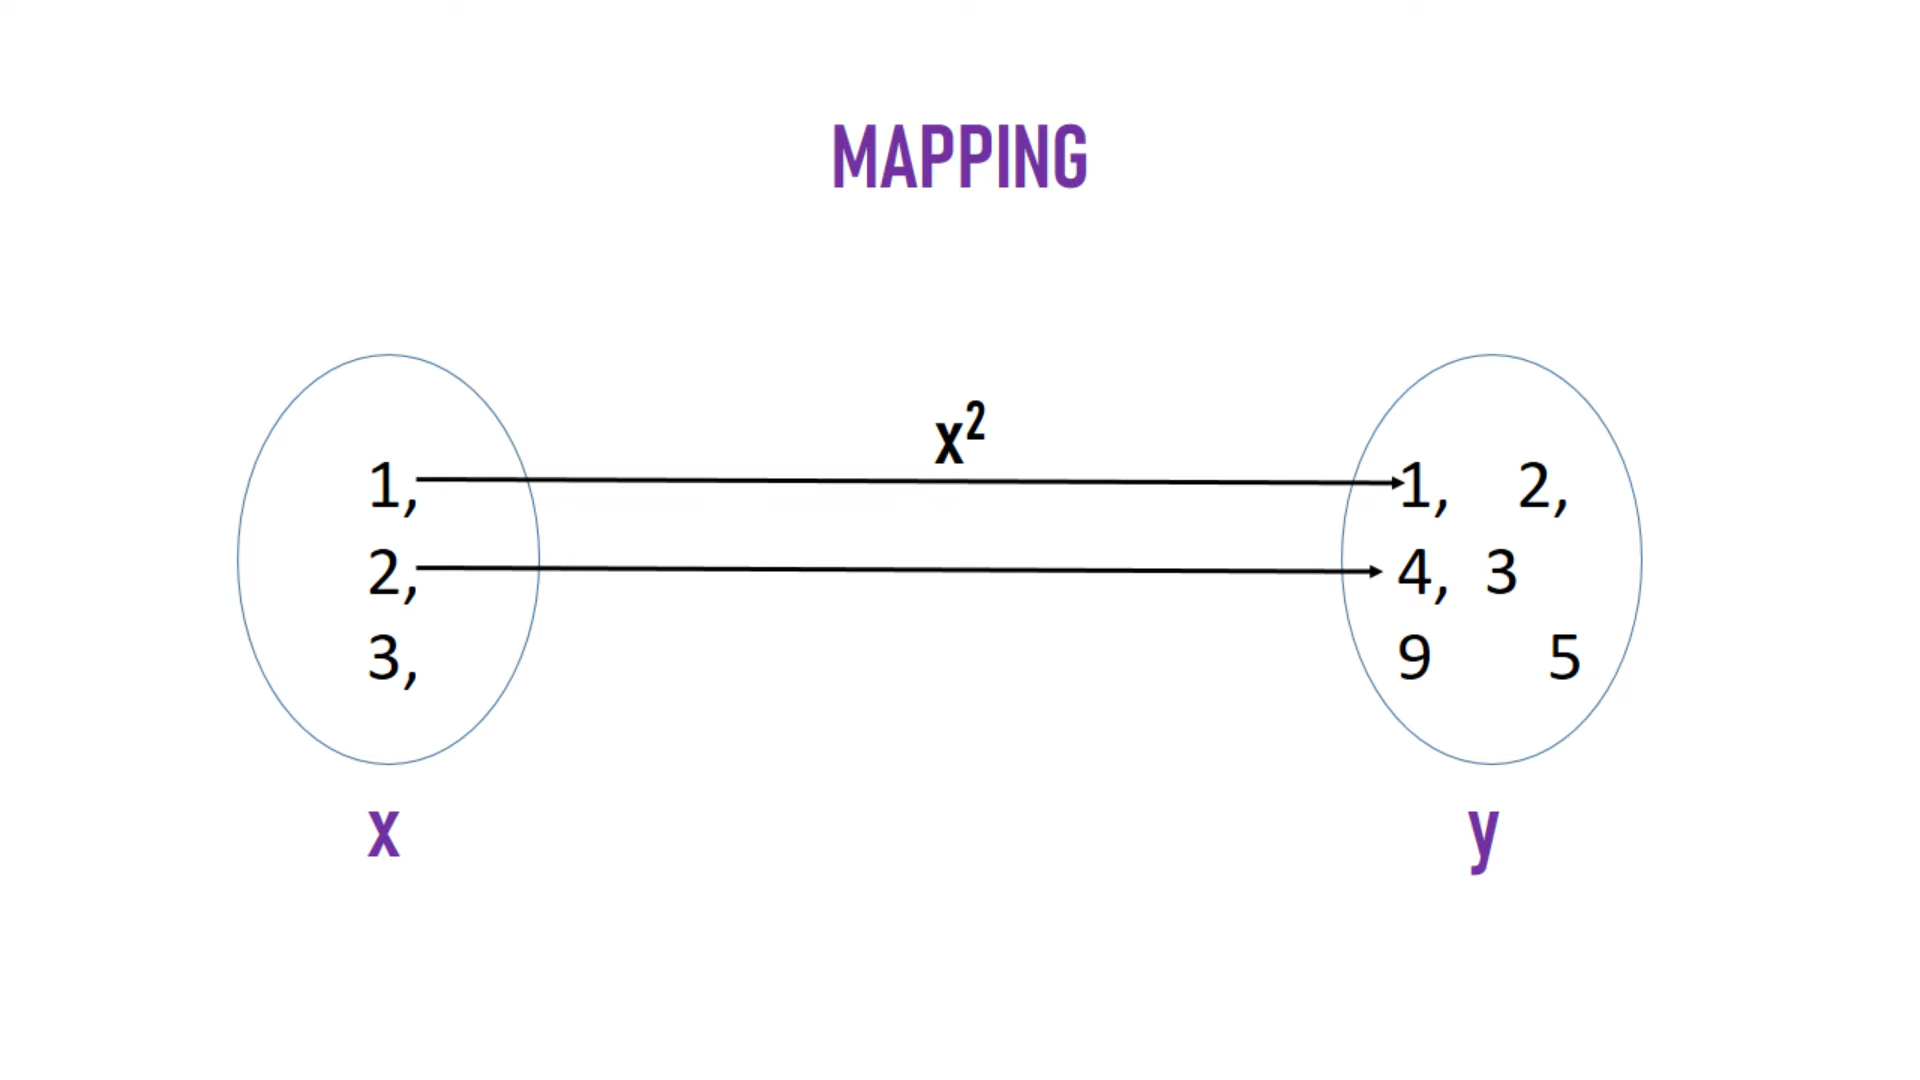 MAPPING
x²
1, 1, 2,
2, 4, 3
3, 9 5
x y